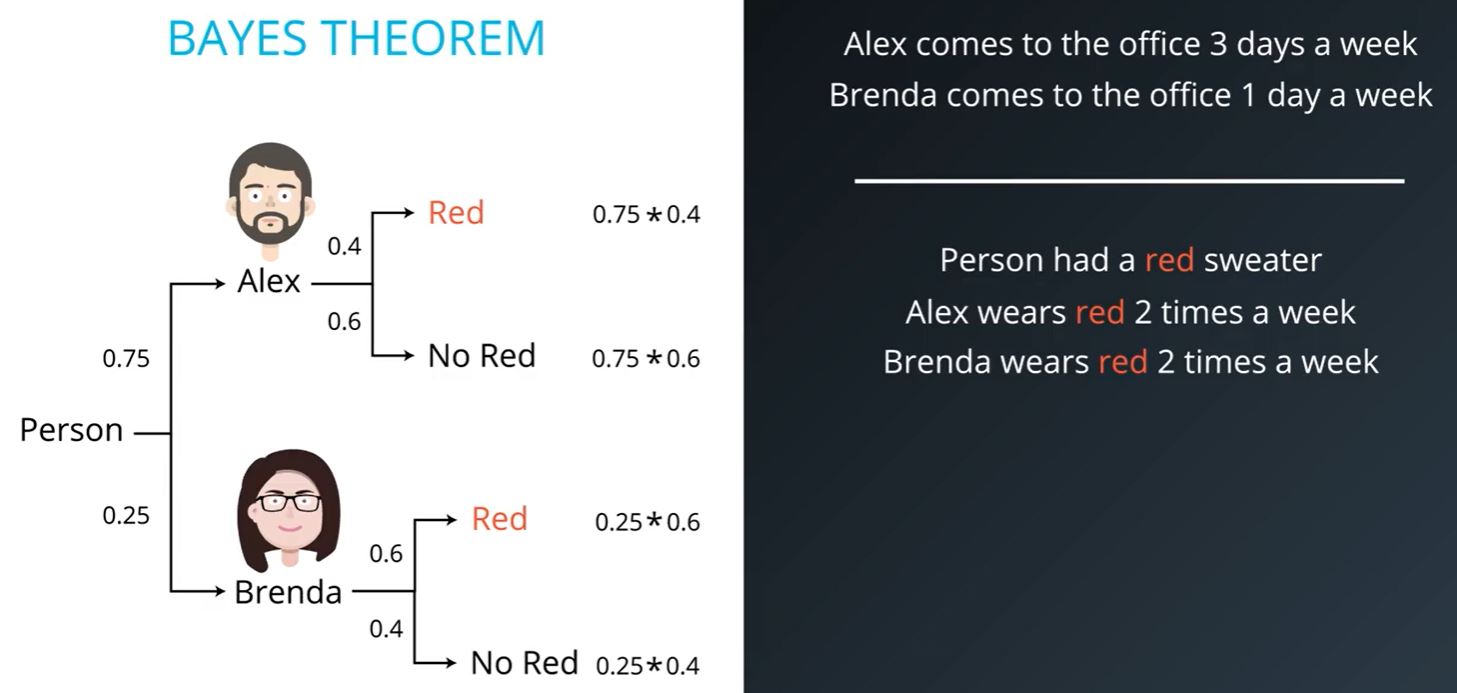 BAYES THEOREM
0.4
Red
0.75*0.4
Alex
0.6
No Red
0.75*0.6
0.75
Person
0.25
Red
0.25*0.6
0.6
Brenda
0.4
No Red
0.25*0.4
Alex comes to the office 3 days a week
Brenda comes to the office 1 day a week
Person had a red sweater
Alex wears red 2 times a week
Brenda wears red 2 times a week